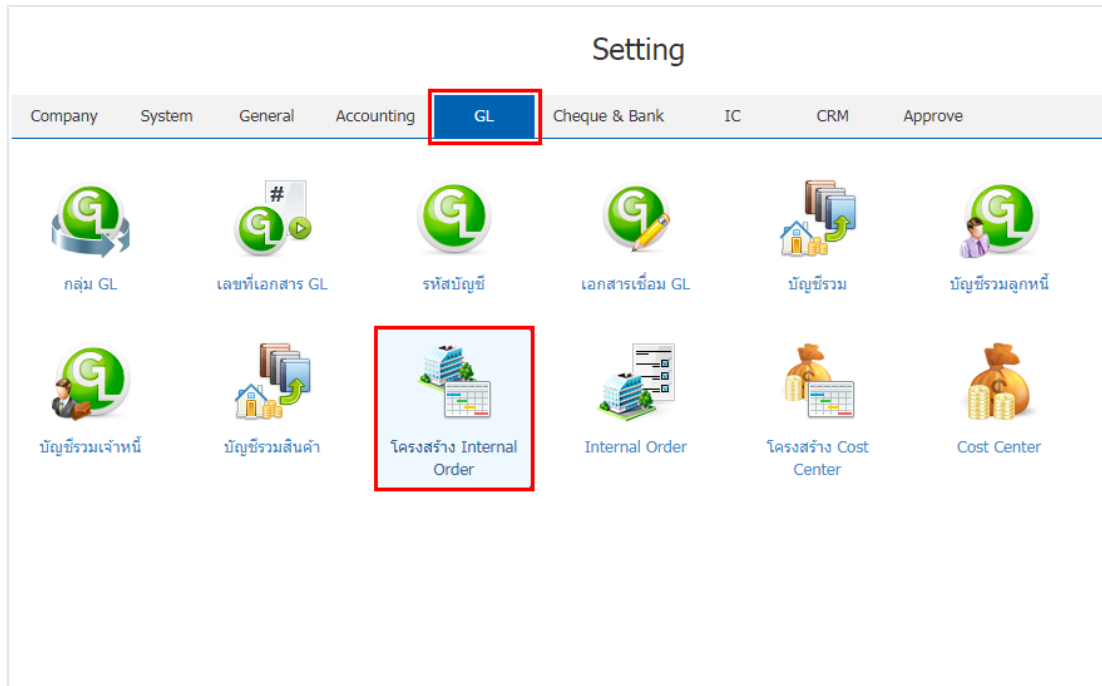 Setting
Company System General Accounting GL Cheque & Bank IC CRM Approve
#
กลุ่ม GL เลขที่เอกสาร GL รหัสบัญชี เอกสารเชื่อม GL บัญชีรวม บัญชีรวมลูกหนี้
บัญชีรวมเจ้าหนี้ บัญชีรวมสินค้า โครงสร้าง Internal Internal Order โครงสร้าง Cost Cost Center
Order Center